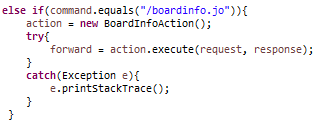 else if(command.equals("/boardinfo.jo")){
action = new BoardInfoAction();
try{
forward = action.execute(request, response);
}
catch(Exception e){
e.printStackTrace();
}
}